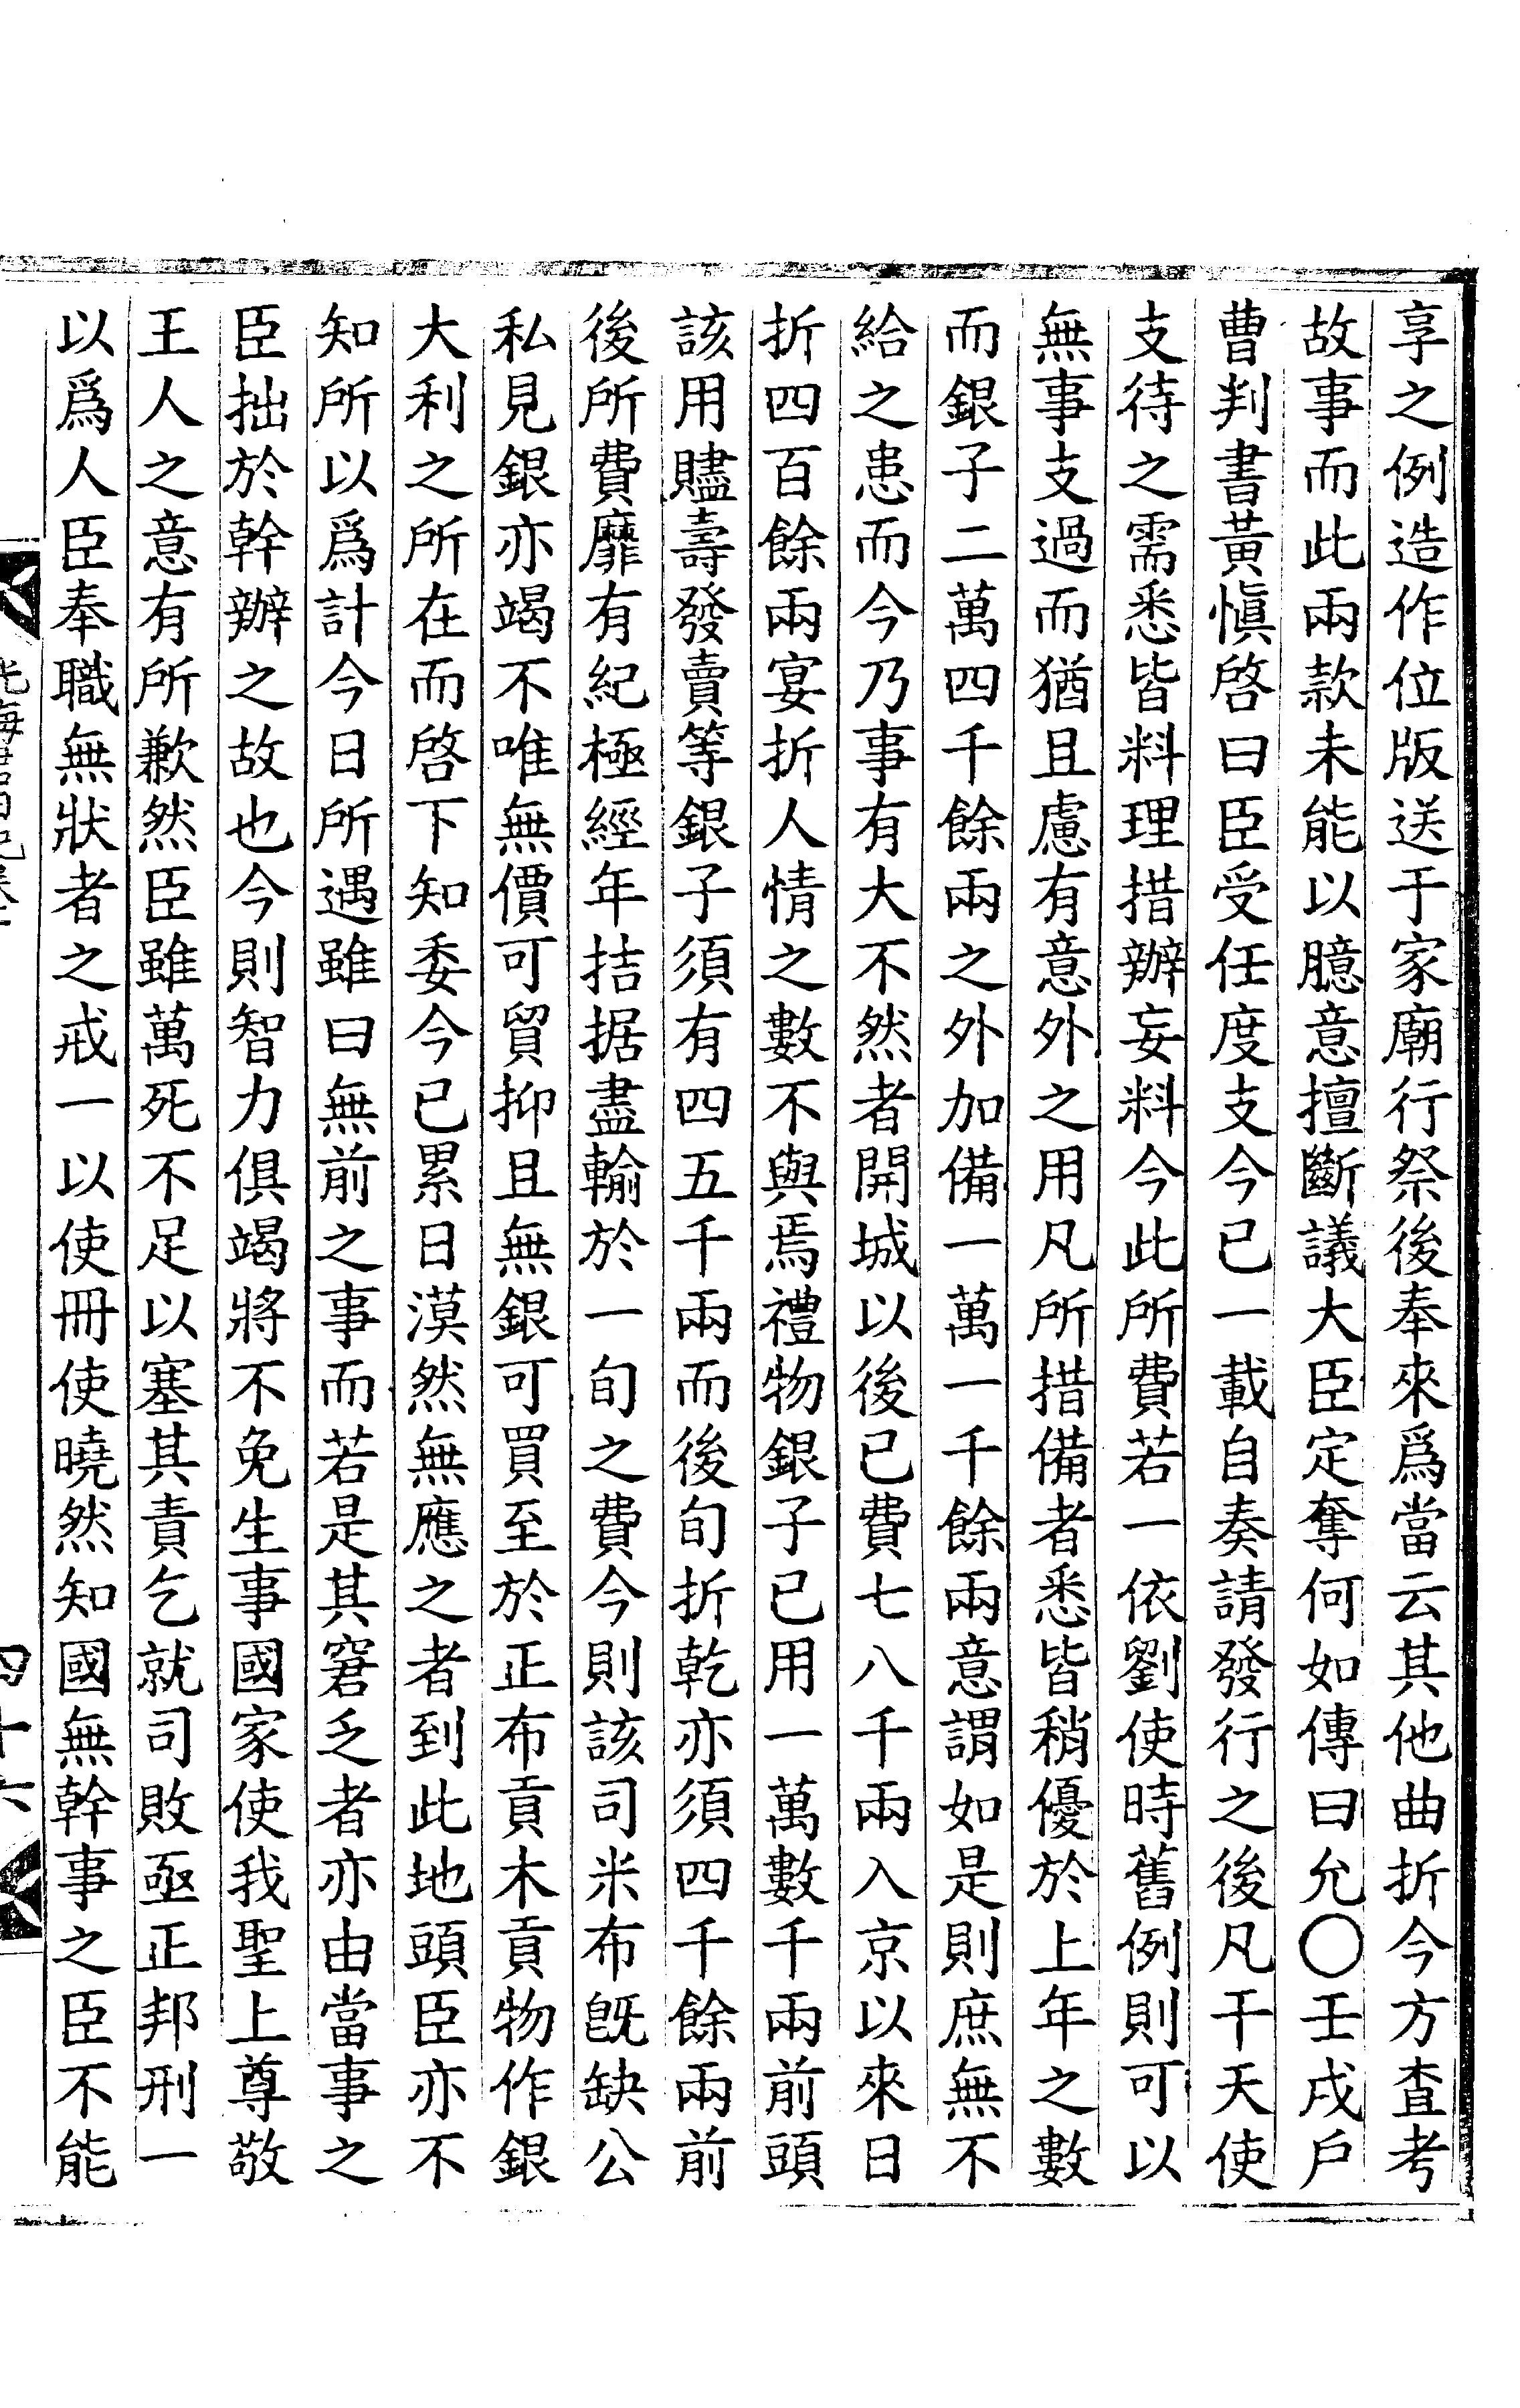 享之例造作位版送于家廟行祭後奉來爲當云其他曲折今方査考
故事而此兩款未能以臆意擅斷議大臣定奪何如傳曰允〇壬戌戶
曹判書黃愼啓曰臣受任度支今已一載自奏請發行之後凡干天使
支待之需悉皆料理措辦妄料今此所費若一依劉使時舊例則可以
無事支過而猶且慮有意外之用凡所措備者悉皆稍優於上年之數
而銀子二萬四千餘兩之外加備一萬一千餘兩意謂如是則庶無不
給之患而今乃事有大不然者開城以後已費七八千兩入京以來日
折四百餘兩宴折人情之數不與焉禮物銀子已用一萬數千兩前頭
該用贐壽發賣等銀子須有四五千兩而後旬折乾亦須四千餘兩前
後所費靡有紀極經年拮据盡輸於一旬之費今則該司米布旣缺公
私見銀亦竭不唯無價可貿抑且無銀可買至於正布貢木貢物作銀
大利之所在而啓下知委今已累日漠然無應之者到此地頭臣亦不
知所以爲計今日所遇雖曰無前之事而若是其窘乏者亦由當事之
臣拙於幹辦之故也今則智力俱竭將不免生事國家使我聖上尊敬
王人之意有所歉然臣雖萬死不足以塞其責乞就司敗亟正邦刑一
以爲人臣奉職無狀者之戒一以使冊使曉然知國無幹事之臣不能
四十六